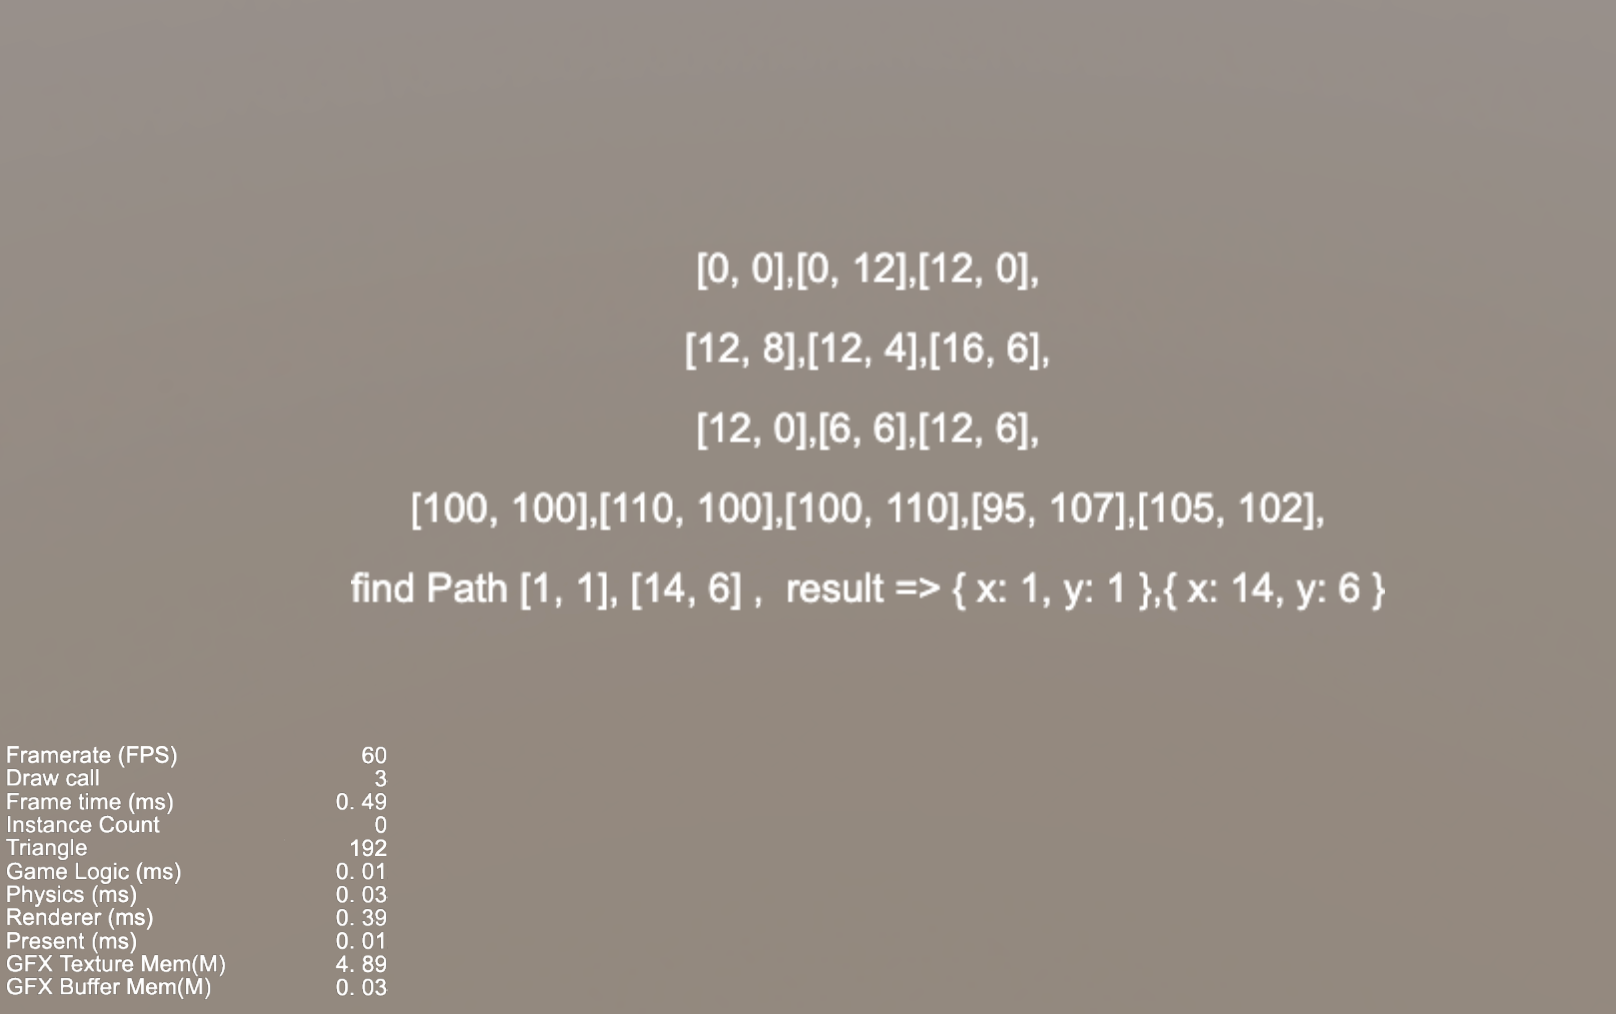 [0, 0],[0, 12],[12, 0],
[12, 8],[12, 4],[16, 6],
[12, 0],[6, 6],[12, 6],
[100, 100],[110, 100],[100, 110],[95, 107],[105, 102],
find Path [1, 1], [14, 6] ,  result => { x: 1, y: 1 },{ x: 14, y: 6 }
Framerate (FPS) 60
Draw call 3
Frame time (ms) 0. 49
Instance Count 0
Triangle 192
Game Logic (ms) 0. 01
Physics (ms) 0. 03
Renderer (ms) 0. 39
Present (ms) 0. 01
GFX Texture Mem(M) 4. 89
GFX Buffer Mem(M) 0. 03